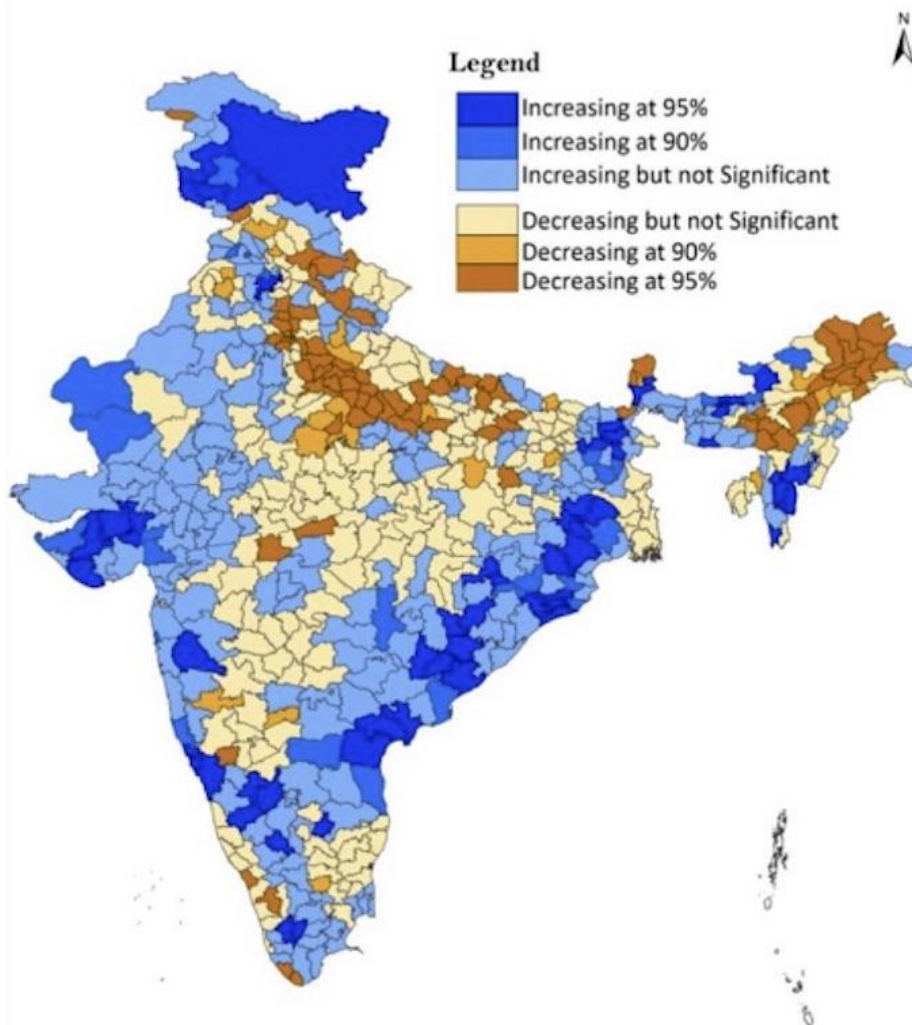 N
Legend
Increasing at 95%
Increasing at 90%
Increasing but not Significant
Decreasing but not Significant
Decreasing at 90%
Decreasing at 95%